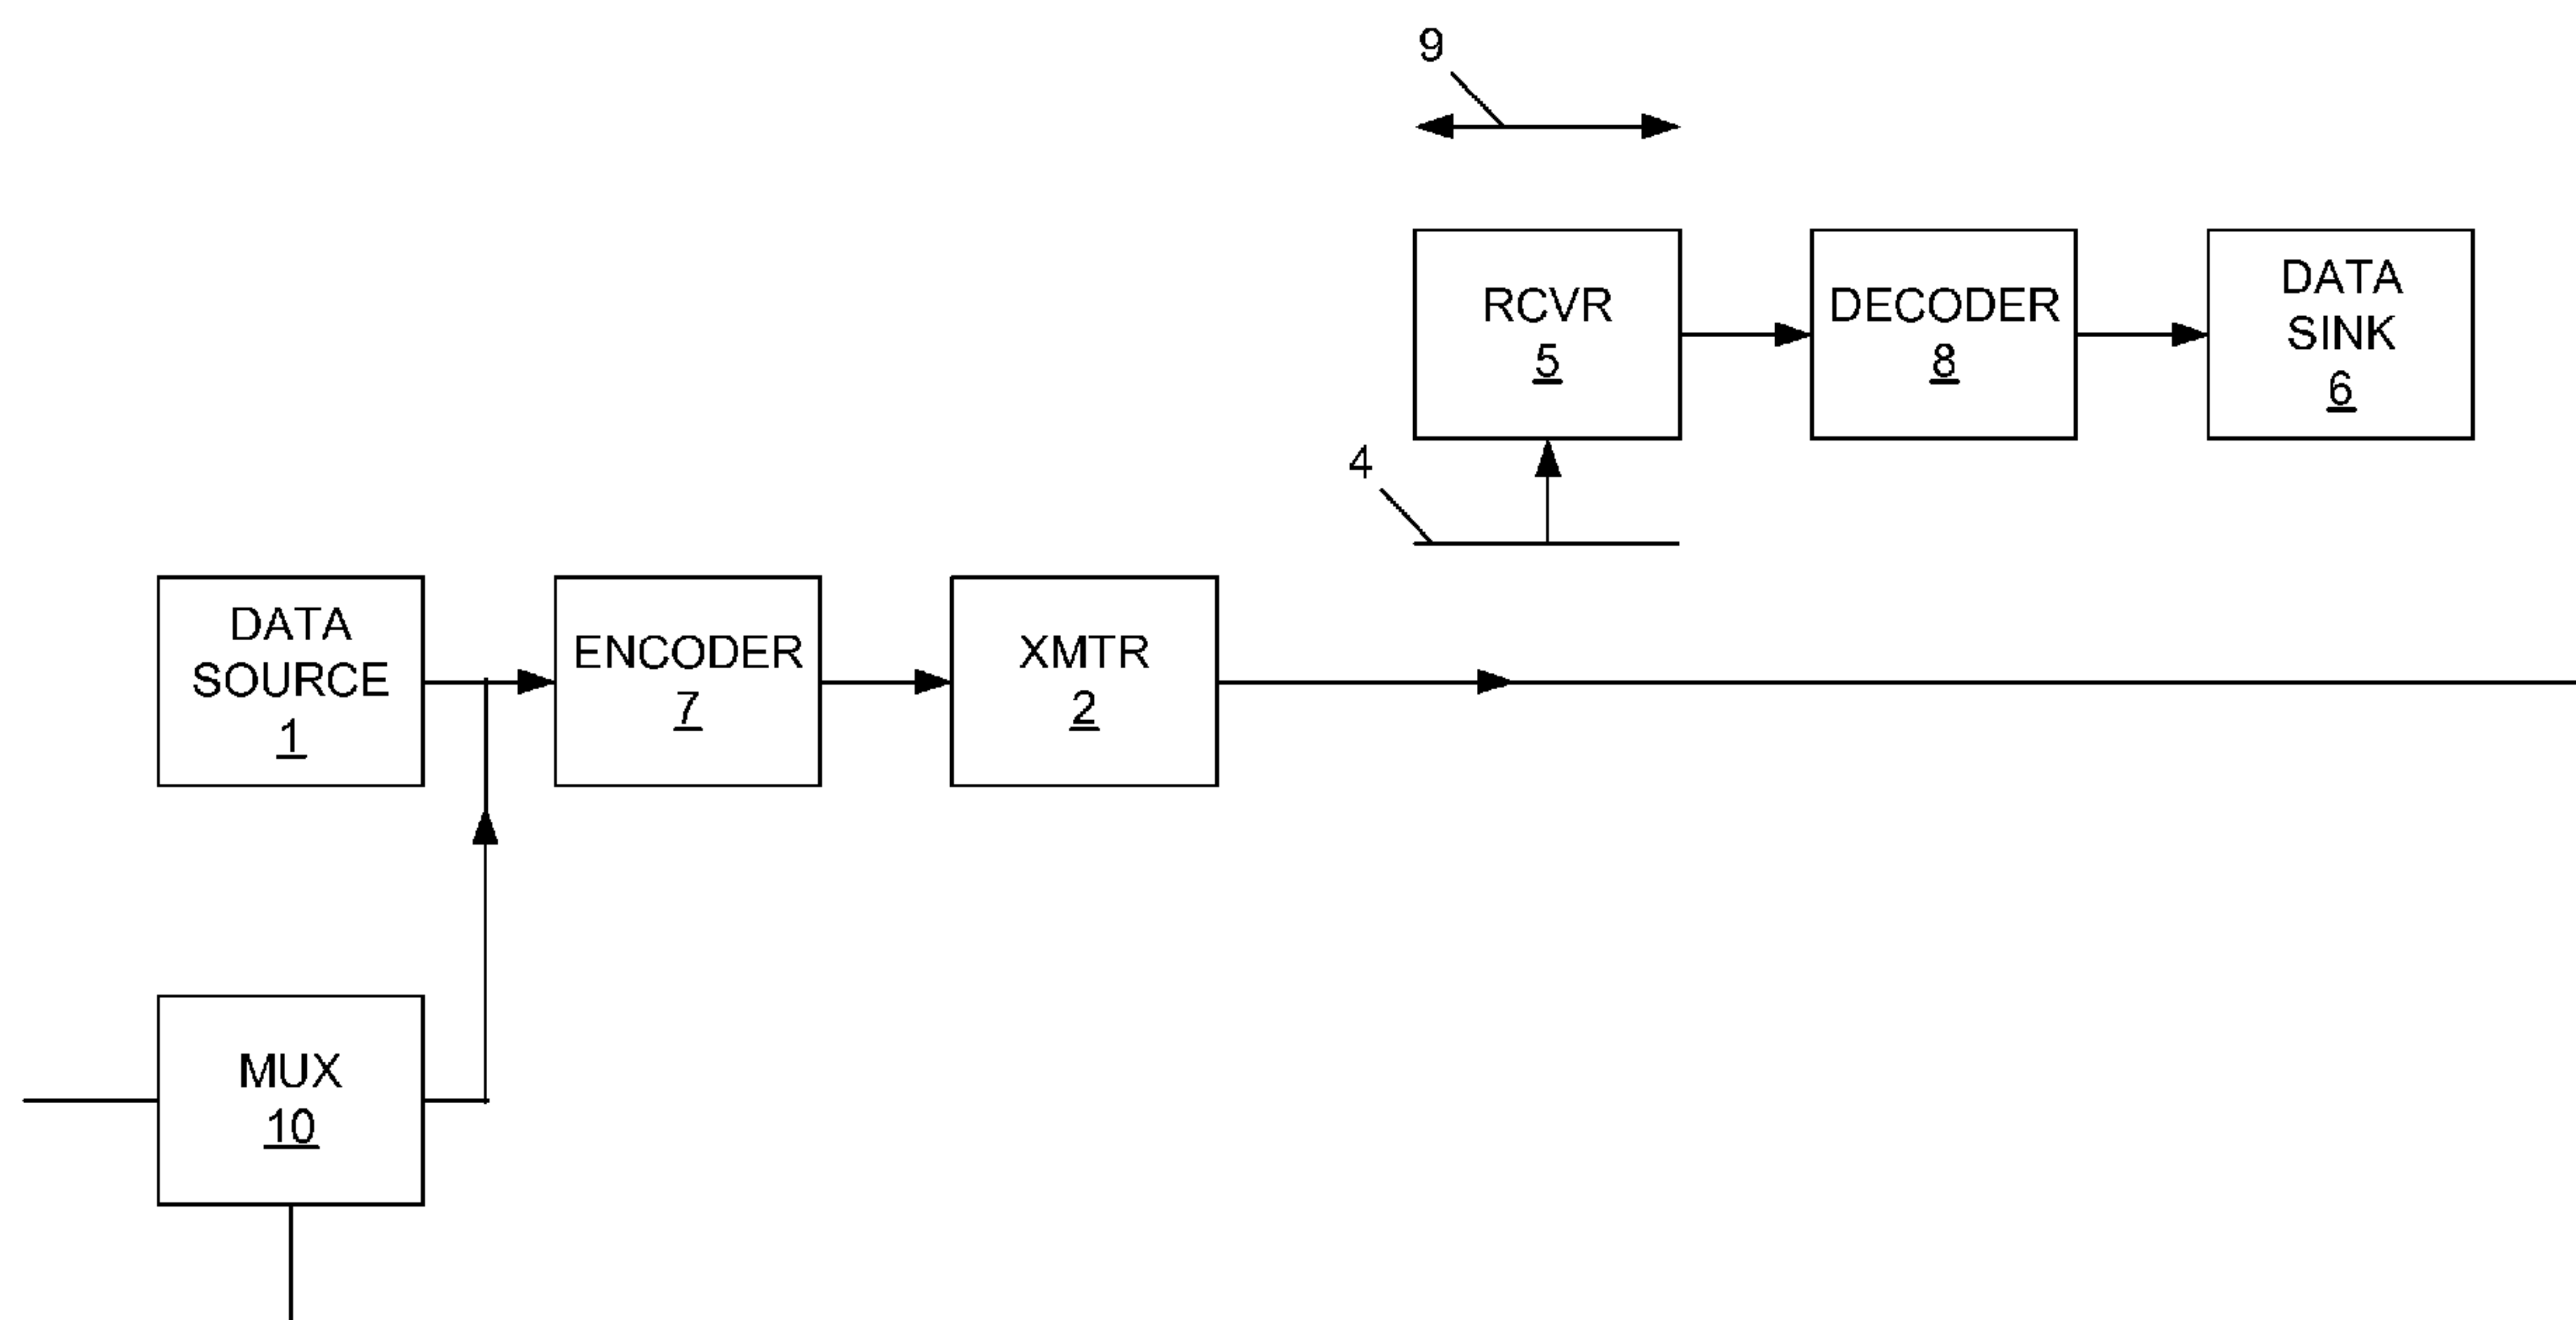 9
RCVR
5
DECODER
8
DATA
SINK
6
4
DATA
SOURCE
1
ENCODER
7
XMTR
2
MUX
10